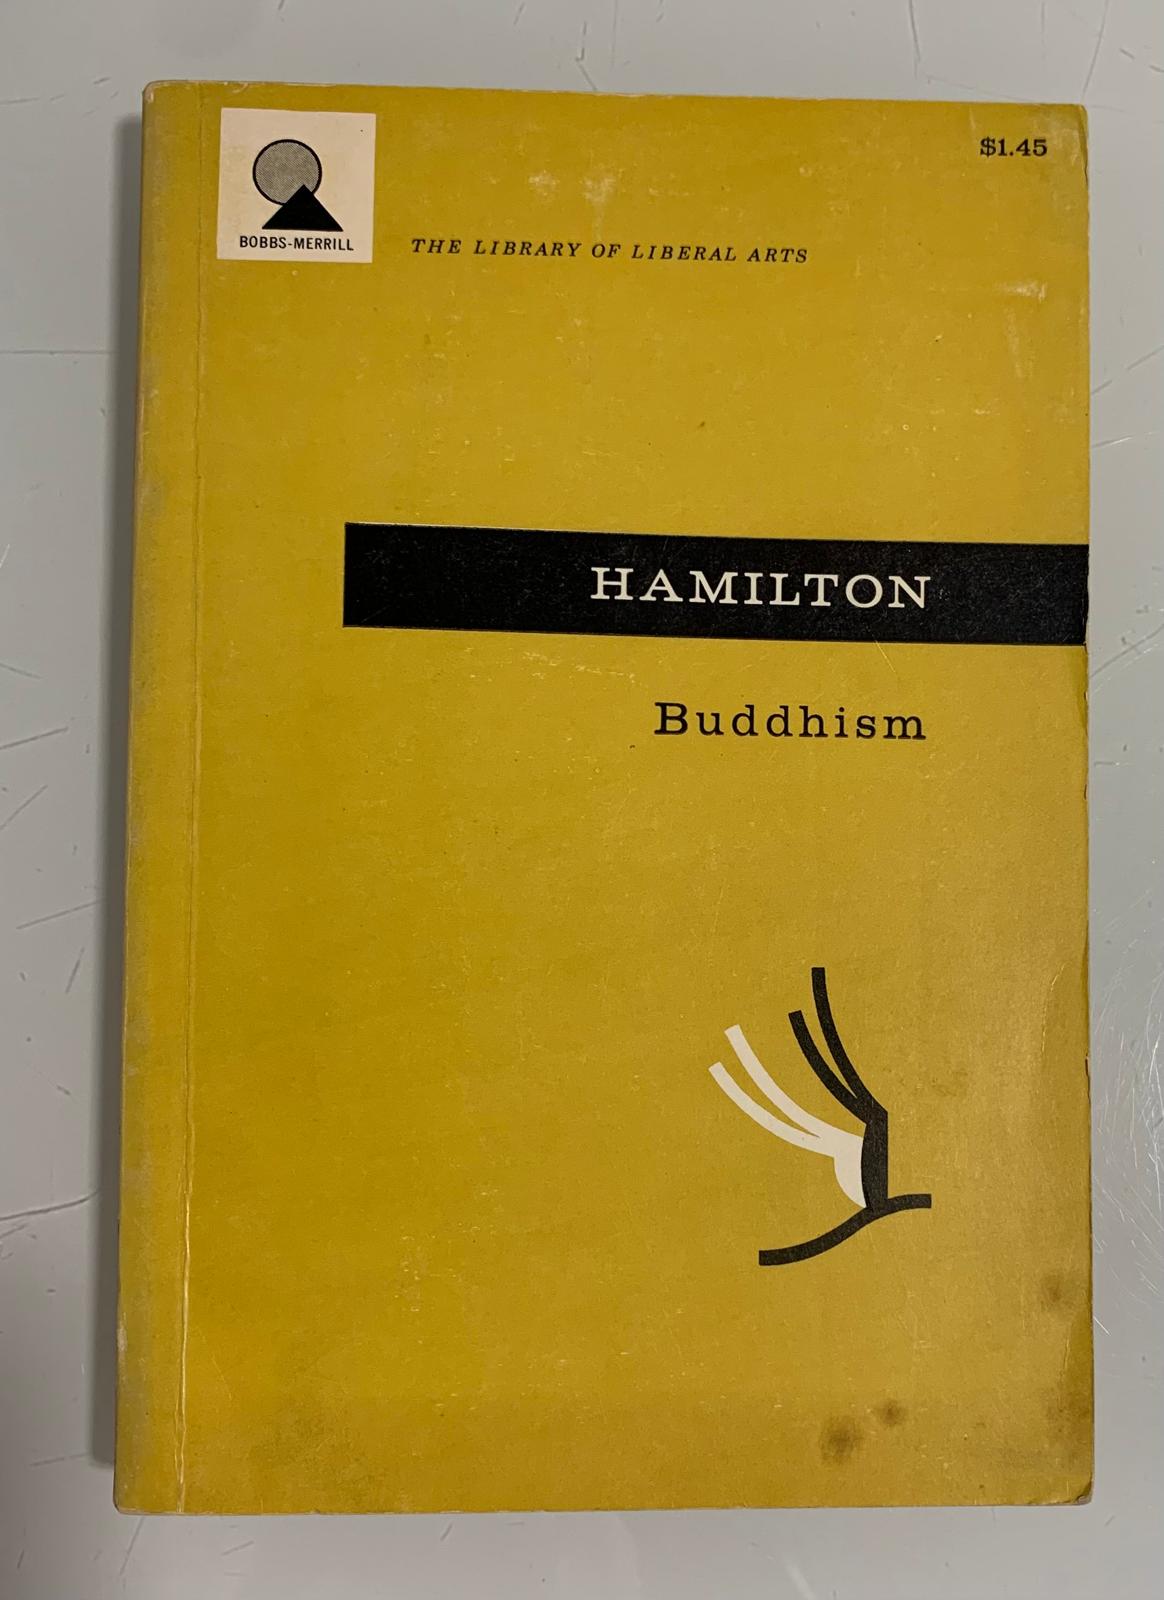 $1.45
BOBBS-MERRILL
THE LIBRARY OF LIBERAL ARTS
HAMILTON
Buddhism